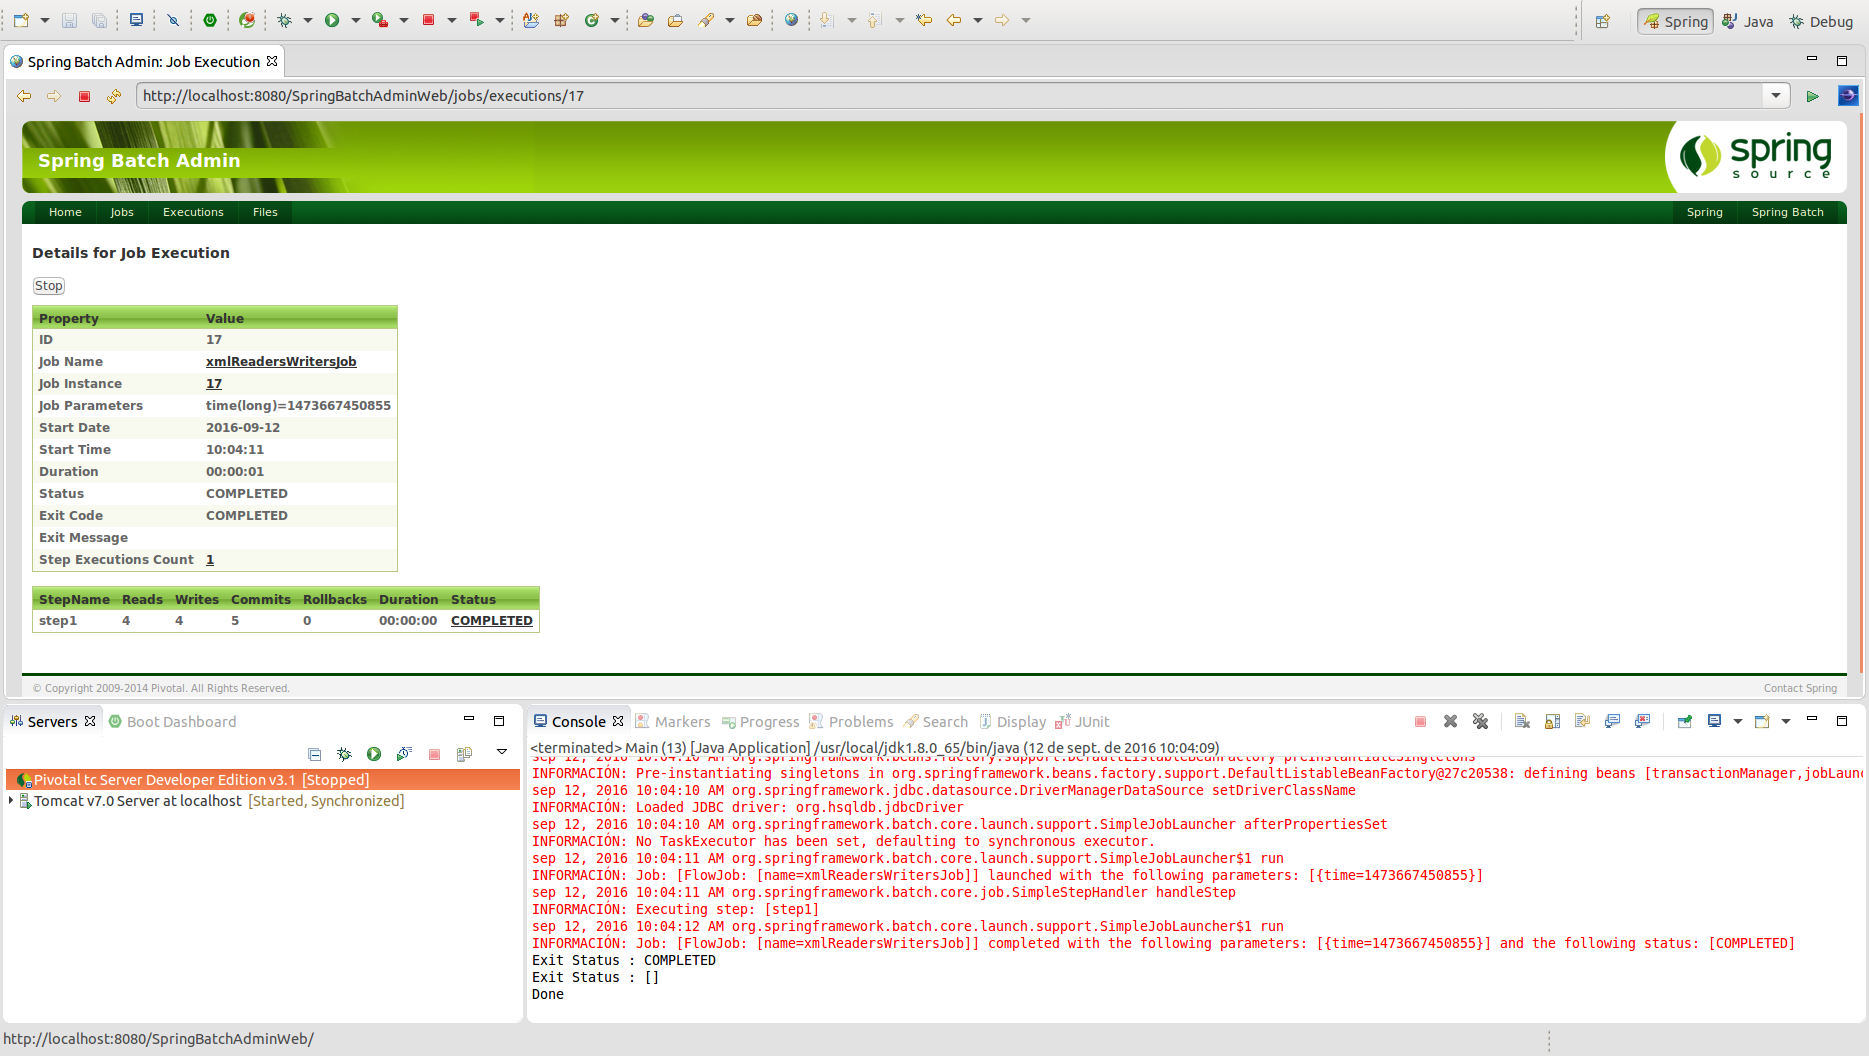 Spring Java Debug
Spring Batch Admin: Job Execution
http://localhost:8080/SpringBatchAdminWeb/jobs/executions/17
Spring Batch Admin
spring
source
Home Jobs Executions Files Spring Spring Batch
Details for Job Execution
Stop
Property Value
ID 17
Job Name xmlReadersWritersJob
Job Instance 17
Job Parameters time(long)=1473667450855
Start Date 2016-09-12
Start Time 10:04:11
Duration 00:00:01
Status COMPLETED
Exit Code COMPLETED
Exit Message
Step Executions Count 1
StepName Reads Writes Commits Rollbacks Duration Status
step1 4 4 5 0 00:00:00 COMPLETED
© Copyright 2009-2014 Pivotal. All Rights Reserved. Contact Spring
Servers Boot Dashboard
Pivotal tc Server Developer Edition v3.1 [Stopped]
Tomcat v7.0 Server at localhost [Started, Synchronized]
Console Markers Progress Problems Search Display JUnit
<terminated> Main (13) [Java Application] /usr/local/jdk1.8.0_65/bin/java (12 de sept. de 2016 10:04:09)
sep 12, 2016 10:04:10 AM org.springframework.beans.factory.support.DefaultListableBeanFactory preInstantiateSingletons
INFORMACIÓN: Pre-instantiating singletons in org.springframework.beans.factory.support.DefaultListableBeanFactory@27c20538: defining beans [transactionManager,jobLaunc
sep 12, 2016 10:04:10 AM org.springframework.jdbc.datasource.DriverManagerDataSource setDriverClassName
INFORMACIÓN: Loaded JDBC driver: org.hsqldb.jdbcDriver
sep 12, 2016 10:04:10 AM org.springframework.batch.core.launch.support.SimpleJobLauncher afterPropertiesSet
INFORMACIÓN: No TaskExecutor has been set, defaulting to synchronous executor.
sep 12, 2016 10:04:11 AM org.springframework.batch.core.launch.support.SimpleJobLauncher$1 run
INFORMACIÓN: Job: [FlowJob: [name=xmlReadersWritersJob]] launched with the following parameters: [{time=1473667450855}]
sep 12, 2016 10:04:11 AM org.springframework.batch.core.job.SimpleStepHandler handleStep
INFORMACIÓN: Executing step: [step1]
sep 12, 2016 10:04:12 AM org.springframework.batch.core.launch.support.SimpleJobLauncher$1 run
INFORMACIÓN: Job: [FlowJob: [name=xmlReadersWritersJob]] completed with the following parameters: [{time=1473667450855}] and the following status: [COMPLETED]
Exit Status : COMPLETED
Exit Status : []
Done
http://localhost:8080/SpringBatchAdminWeb/